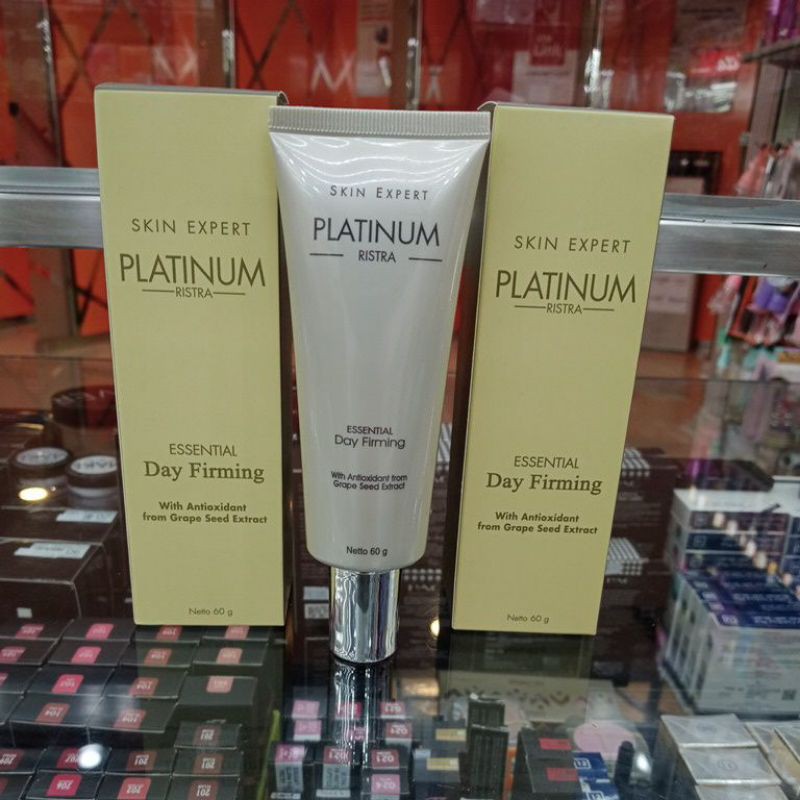 SKIN EXPERT
PLATINUM
RISTRA
ESSENTIAL
Day Firming
With Antioxidant
from Grape Seed Extract
Netto 60 g
SKIN EXPERT
PLATINUM
RISTRA
ESSENTIAL
Day Firming
With Antioxidant from
Grape Seed Extract
Netto 60 g
SKIN EXPERT
PLATINUM
RISTRA
ESSENTIAL
Day Firming
With Antioxidant
from Grape Seed Extract
Netto 60 g